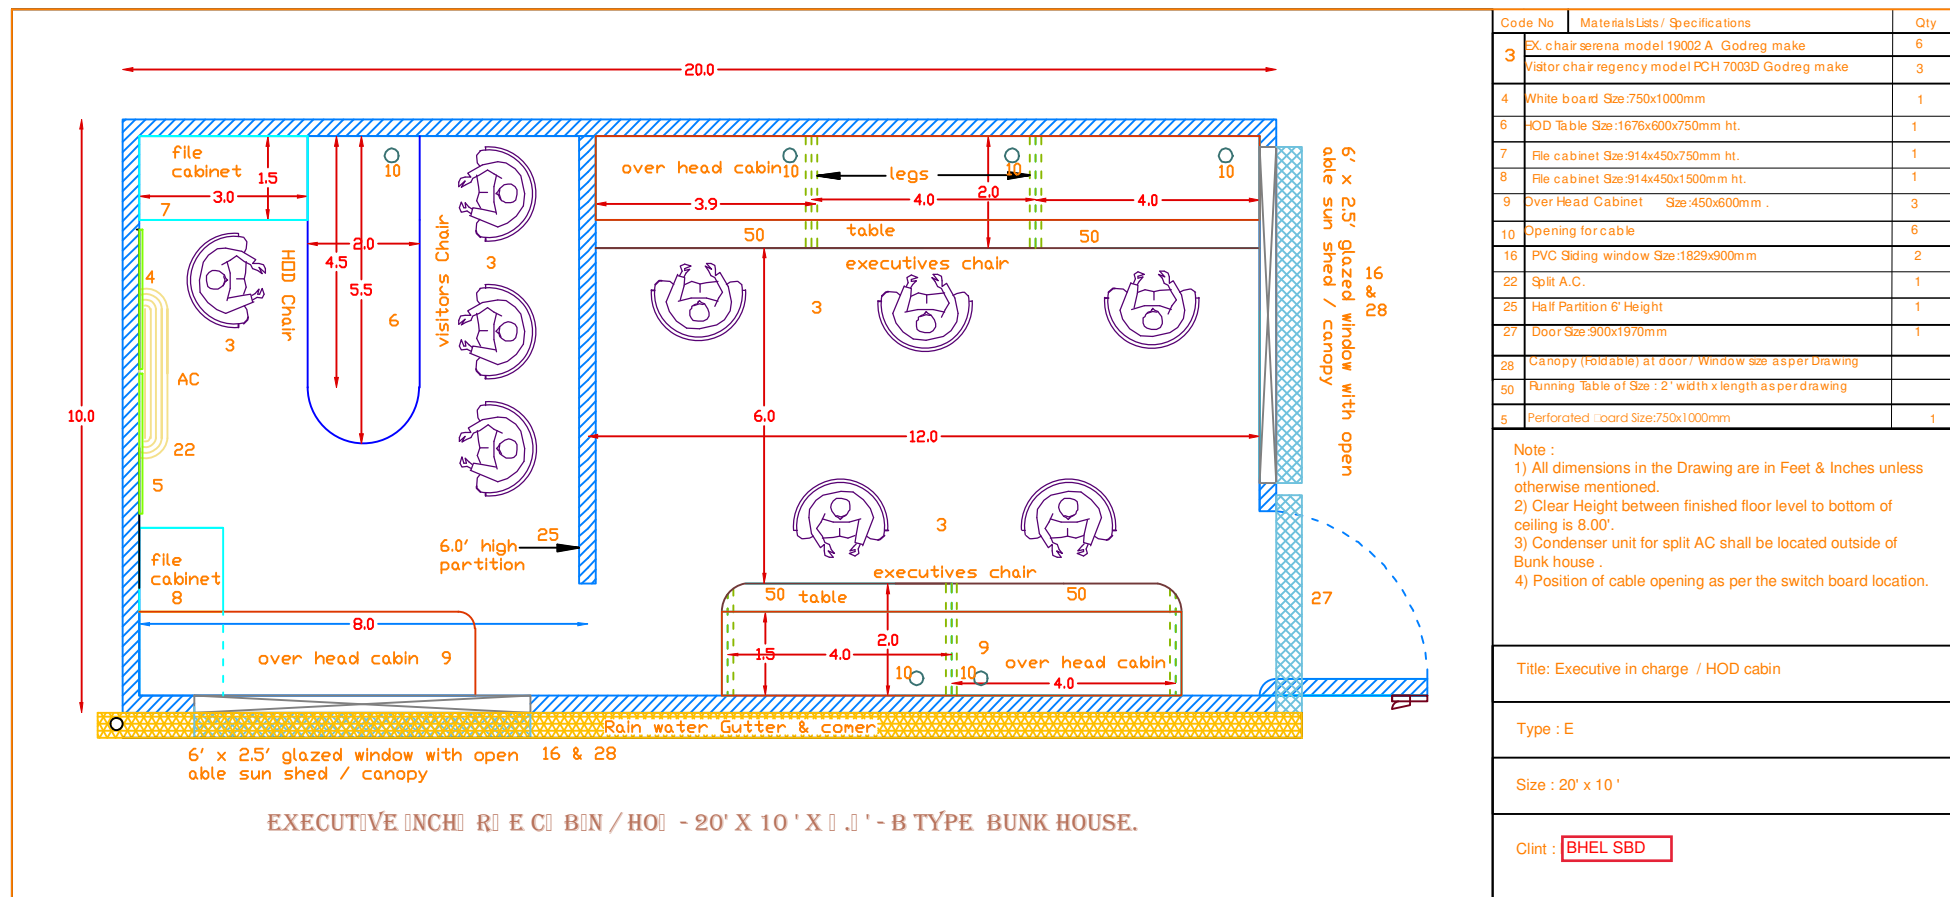 20.0
10.0
file
cabinet
1.5
3.0
7
10
2.0
4.5
5.5
6
HOD Chair
visitors Chair
3
3
4
AC
22
5
file
cabinet
8
8.0
over head cabin 9
25
6.0' high
partition
over head cabin
10
10
10
legs
3.9
4.0
2.0
4.0
50
table
50
executives chair
3
6.0
12.0
3
executives chair
50
table
50
1.5
4.0
2.0
9
10
10
over head cabin
4.0
27
6' x 2.5' glazed window with open
able sun shed / canopy
16
&
28
Rain water Gutter & comer
6' x 2.5' glazed window with open 16 & 28
able sun shed / canopy
- 20' X 10 ' X - B TYPE BUNK HOUSE.
Code No Materials Lists / Specifications Qty
3
EX. chair serena model 19002 A Godreg make 6
Visitor chair regency model PCH 7003D Godreg make 3
4 White board Size:750x1000mm 1
6 HOD Table Size:1676x600x750mm ht. 1
7 File cabinet Size:914x450x750mm ht. 1
8 File cabinet Size:914x450x1500mm ht. 1
9 Over Head Cabinet Size:450x600mm . 3
10 Opening for cable 6
16 PVC Sliding window Size:1829x900mm 2
22 Split A.C. 1
25 Half Partition 6' Height 1
27 Door Size:900x1970mm 1
28 Canopy (Foldable) at door / Window size as per Drawing
50 Running Table of Size : 2 ' width x length as per drawing
5 Perforated Size:750x1000mm 1
Note :
1) All dimensions in the Drawing are in Feet & Inches unless
otherwise mentioned.
2) Clear Height between finished floor level to bottom of
ceiling is 8.00'.
3) Condenser unit for split AC shall be located outside of
Bunk house .
4) Position of cable opening as per the switch board location.
Title: Executive in charge / HOD cabin
Type : E
Size : 20' x 10 '
Clint : BHEL SBD